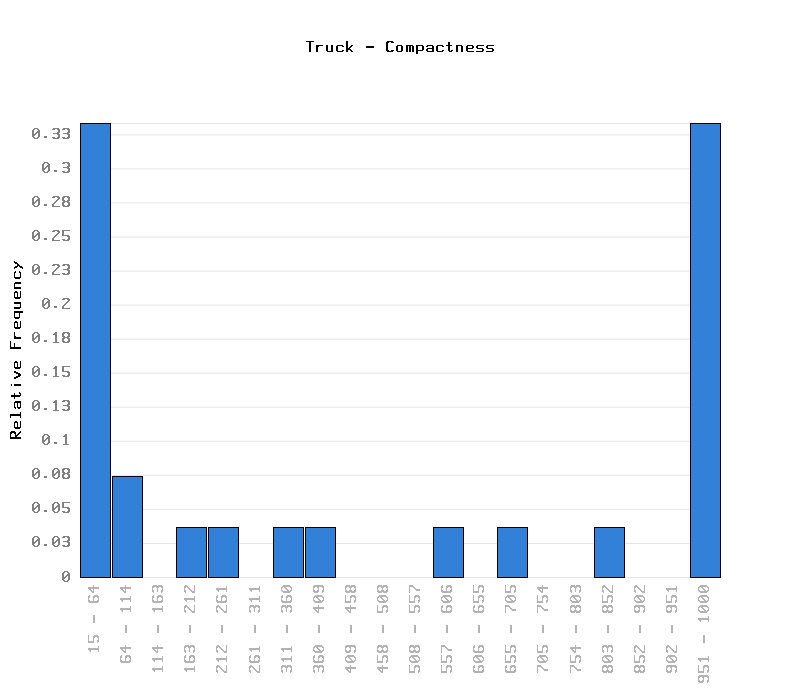 Truck - Compactness
Relative Frequency
0.33
0.3
0.28
0.25
0.23
0.2
0.18
0.15
0.13
0.1
0.08
0.05
0.03
0
15 - 64
64 - 114
114 - 163
163 - 212
212 - 261
261 - 311
311 - 360
360 - 409
409 - 458
458 - 508
508 - 557
557 - 606
606 - 655
655 - 705
705 - 754
754 - 803
803 - 852
852 - 902
902 - 951
951 - 1000